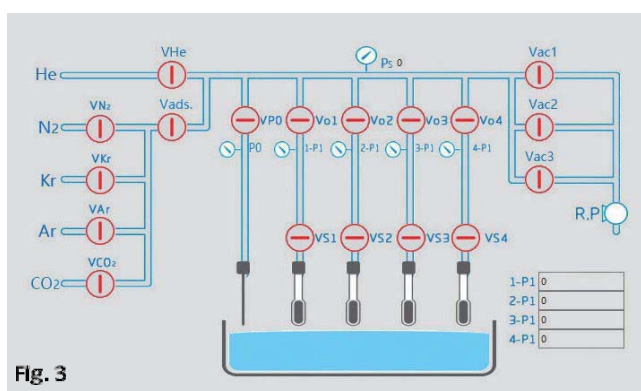 VHe
He
Ps 0
Vac1
VN₂
Vads.
N2
VP0
Vo1
Vo2
Vo3
Vo4
Vac2
P0
1-P1
2-P1
3-P1
4-P1
VKr
Kr
Vac3
VAr
Ar
R.P
VS1
VS2
VS3
VS4
VCO₂
CO2
1-P1 0
2-P1 0
3-P1 0
4-P1 0
Fig. 3